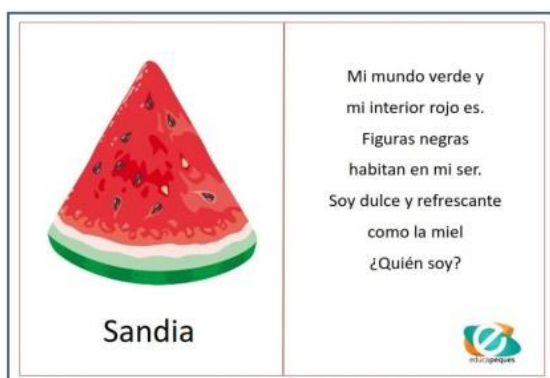 Sandia
Mi mundo verde y
mi interior rojo es.
Figuras negras
habitan en mi ser.
Soy dulce y refrescante
como la miel
¿Quién soy?
educapeques